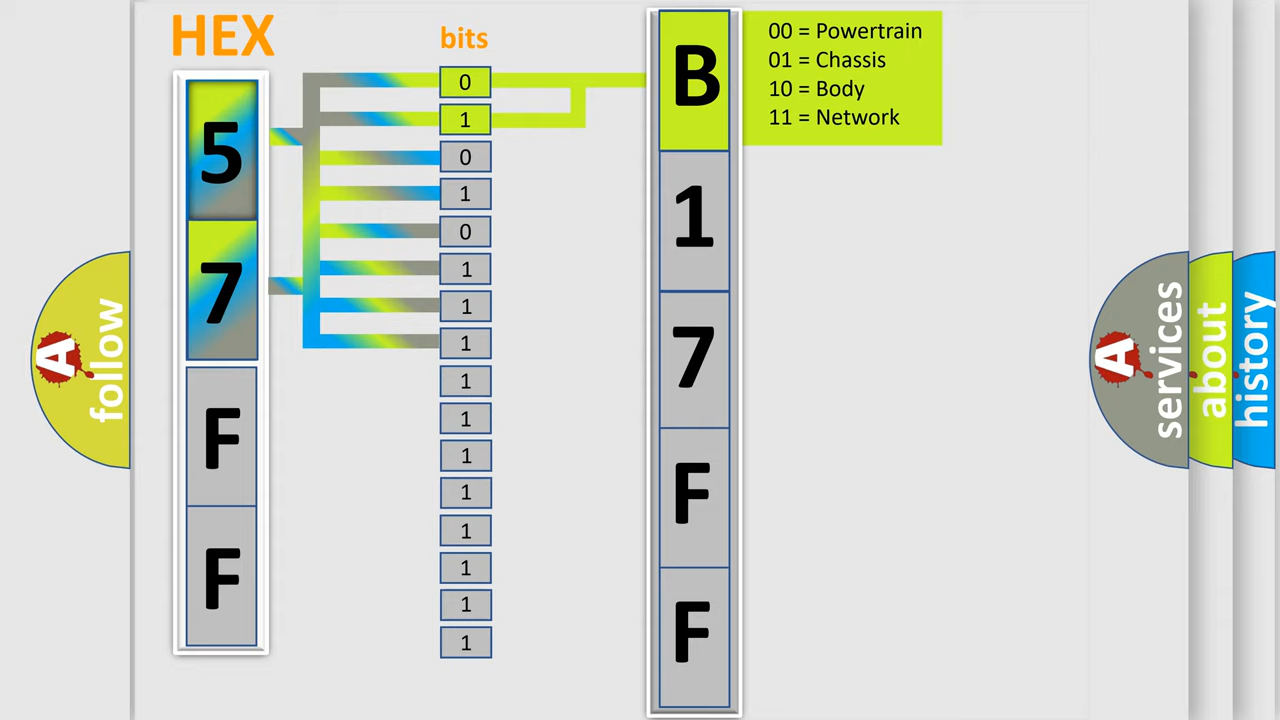 HEX
bits
5
7
F
F
0
1
0
1
0
1
1
1
1
1
1
1
1
1
1
1
B
1
7
F
F
00 = Powertrain
01 = Chassis
10 = Body
11 = Network
A
follow
A
services
about
history